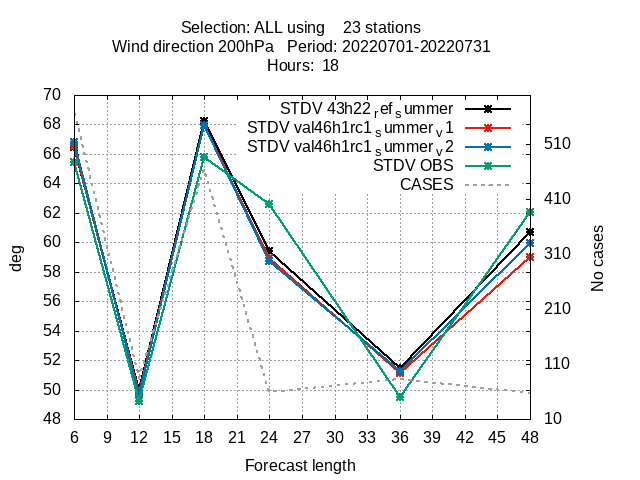 Selection: ALL using    23 stations
Wind direction 200hPa   Period: 20220701-20220731
Hours:  18
STDV 43h22refsummer
STDV val46h1rc1summerv1
STDV val46h1rc1summerv2
STDV OBS
CASES
70
68
66
64
62
60
58
56
54
52
50
48
deg
510
410
310
210
110
10
No cases
6 9 12 15 18 21 24 27 30 33 36 39 42 45 48
Forecast length